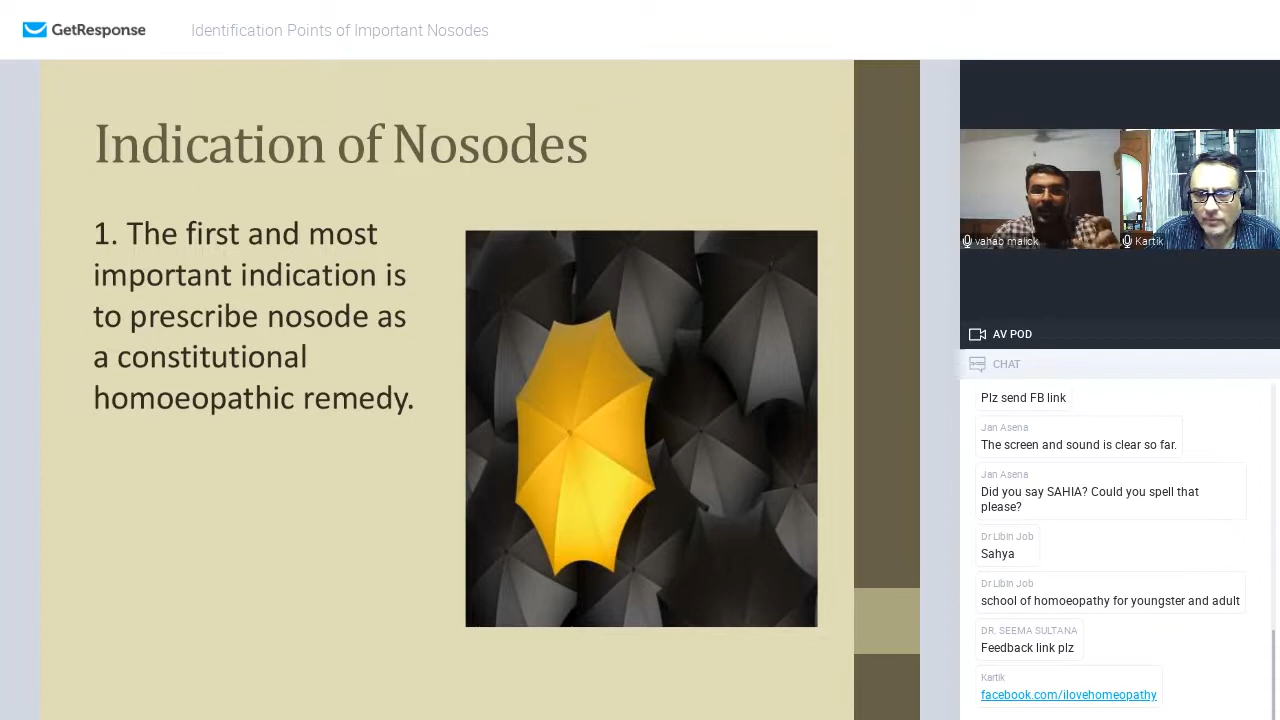 GetResponse
Identification Points of Important Nosodes
Indication of Nosodes
1. The first and most
important indication is
to prescribe nosode as
a constitutional
homoeopathic remedy.
vahab malick
Kartik
AV POD
CHAT
Plz send FB link
Jan Asena
The screen and sound is clear so far.
Jan Asena
Did you say SAHIA? Could you spell that
please?
Dr Libin Job
Sahya
Dr Libin Job
school of homoeopathy for youngster and adult
DR. SEEMA SULTANA
Feedback link plz
Kartik
facebook.com/ilovehomeopathy